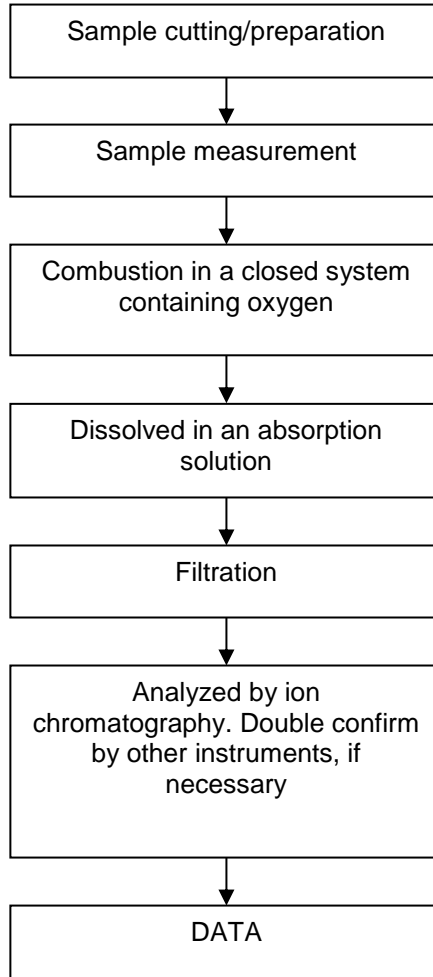 Sample cutting/preparation
Sample measurement
Combustion in a closed system
containing oxygen
Dissolved in an absorption
solution
Filtration
Analyzed by ion
chromatography. Double confirm
by other instruments, if
necessary
DATA